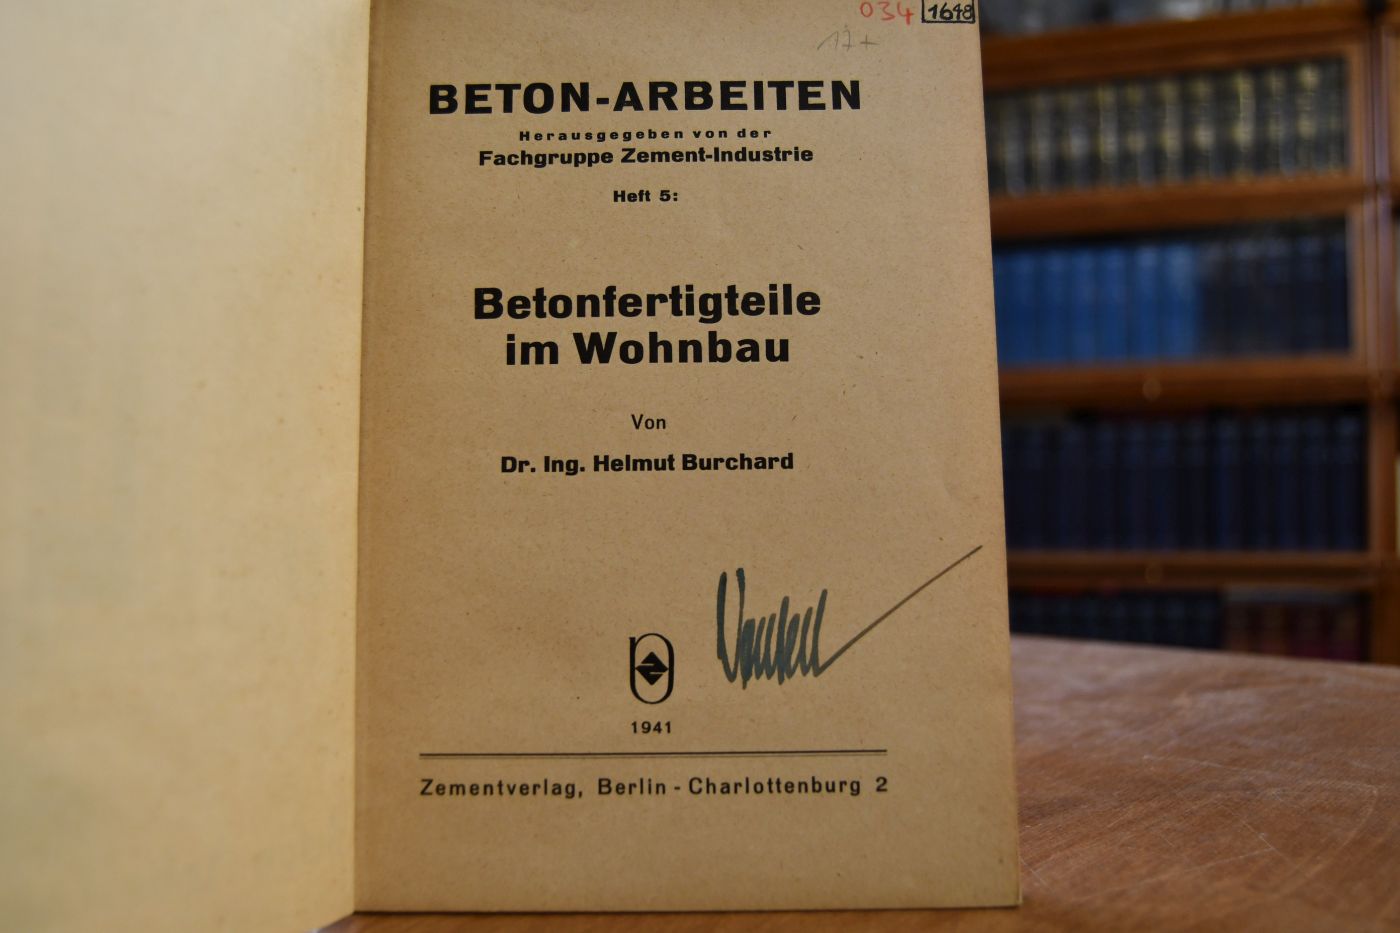 034 1648
17+
BETON-ARBEITEN
Herausgegeben von der
Fachgruppe Zement-Industrie
Heft 5:
Betonfertigteile
im Wohnbau
Von
Dr. Ing. Helmut Burchard
1941
Zementverlag, Berlin - Charlottenburg 2